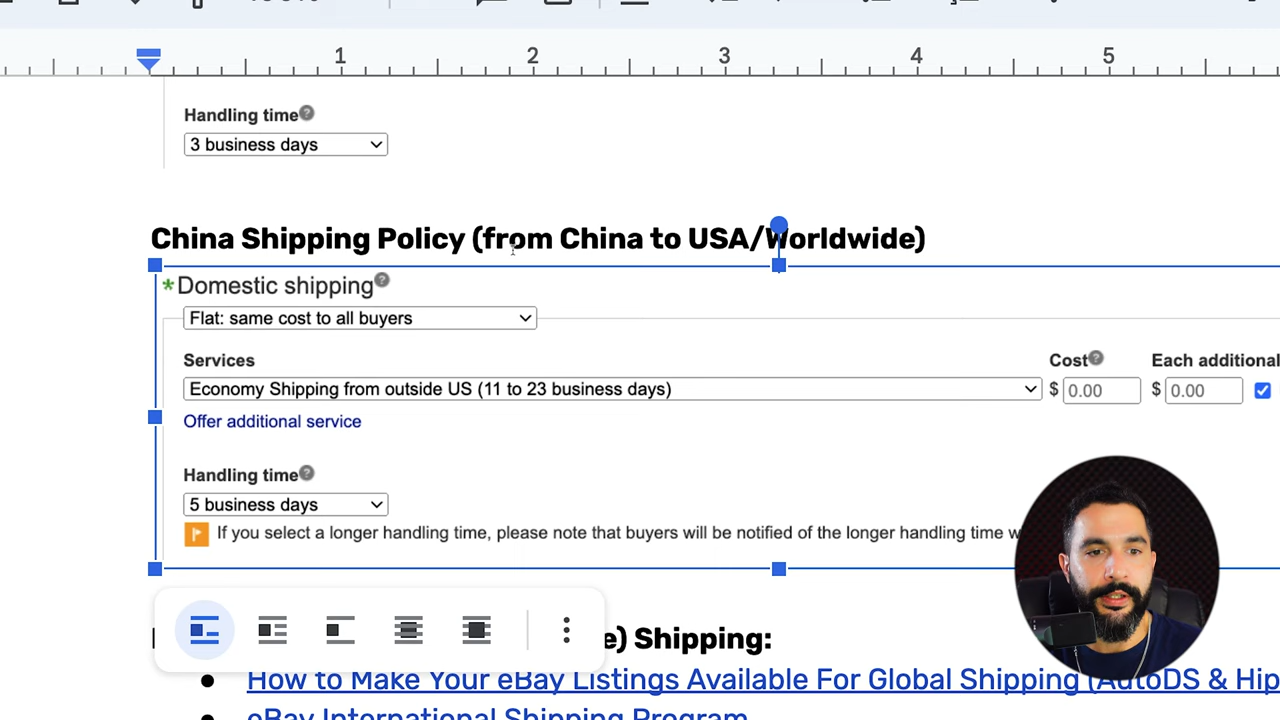 1 2 3 4 5
Handling time
3 business days
China Shipping Policy (from China to USA/Worldwide)
* Domestic shipping
Flat: same cost to all buyers
Services Cost Each additional
Economy Shipping from outside US (11 to 23 business days) $ 0.00 $ 0.00
Offer additional service
Handling time
5 business days
If you select a longer handling time, please note that buyers will be notified of the longer handling time
e) Shipping:
How to Make Your eBay Listings Available For Global Shipping (AutoDS & Hip
eBay International Shipping Program